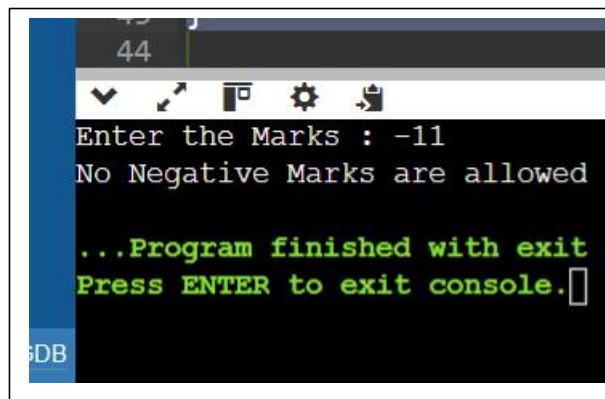 44
Enter the Marks : -11
No Negative Marks are allowed
...Program finished with exit
Press ENTER to exit console.
GDB